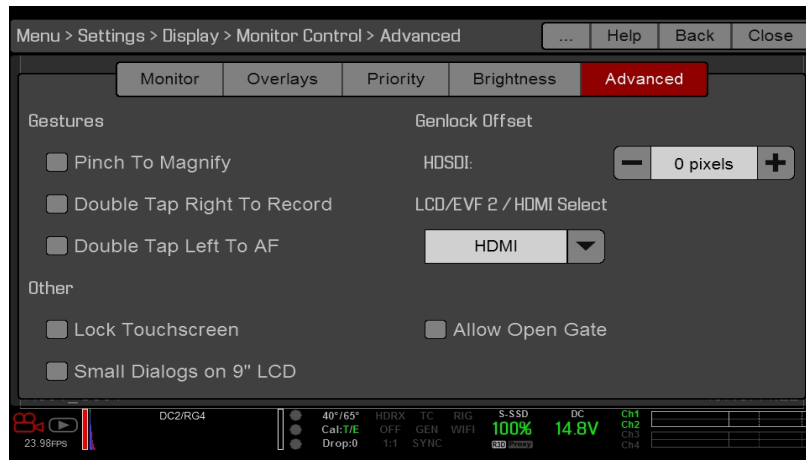 Menu > Settings > Display > Monitor Control > Advanced ... Help Back Close
Monitor Overlays Priority Brightness Advanced
Gestures Genlock Offset
Pinch To Magnify HDSDI: 0 pixels
Double Tap Right To Record LCD/EVF 2 / HDMI Select
Double Tap Left To AF HDMI
Other
Lock Touchscreen Allow Open Gate
Small Dialogs on 9" LCD
DC2/RG4 40°/65° HDRX TC RIG S-SSD DC Ch1
Cal:T/E OFF GEN WIFI 100% 14.8V Ch2
Ch3
23.98FPS Drop:0 1:1 SYNC R3D Proxy Ch4